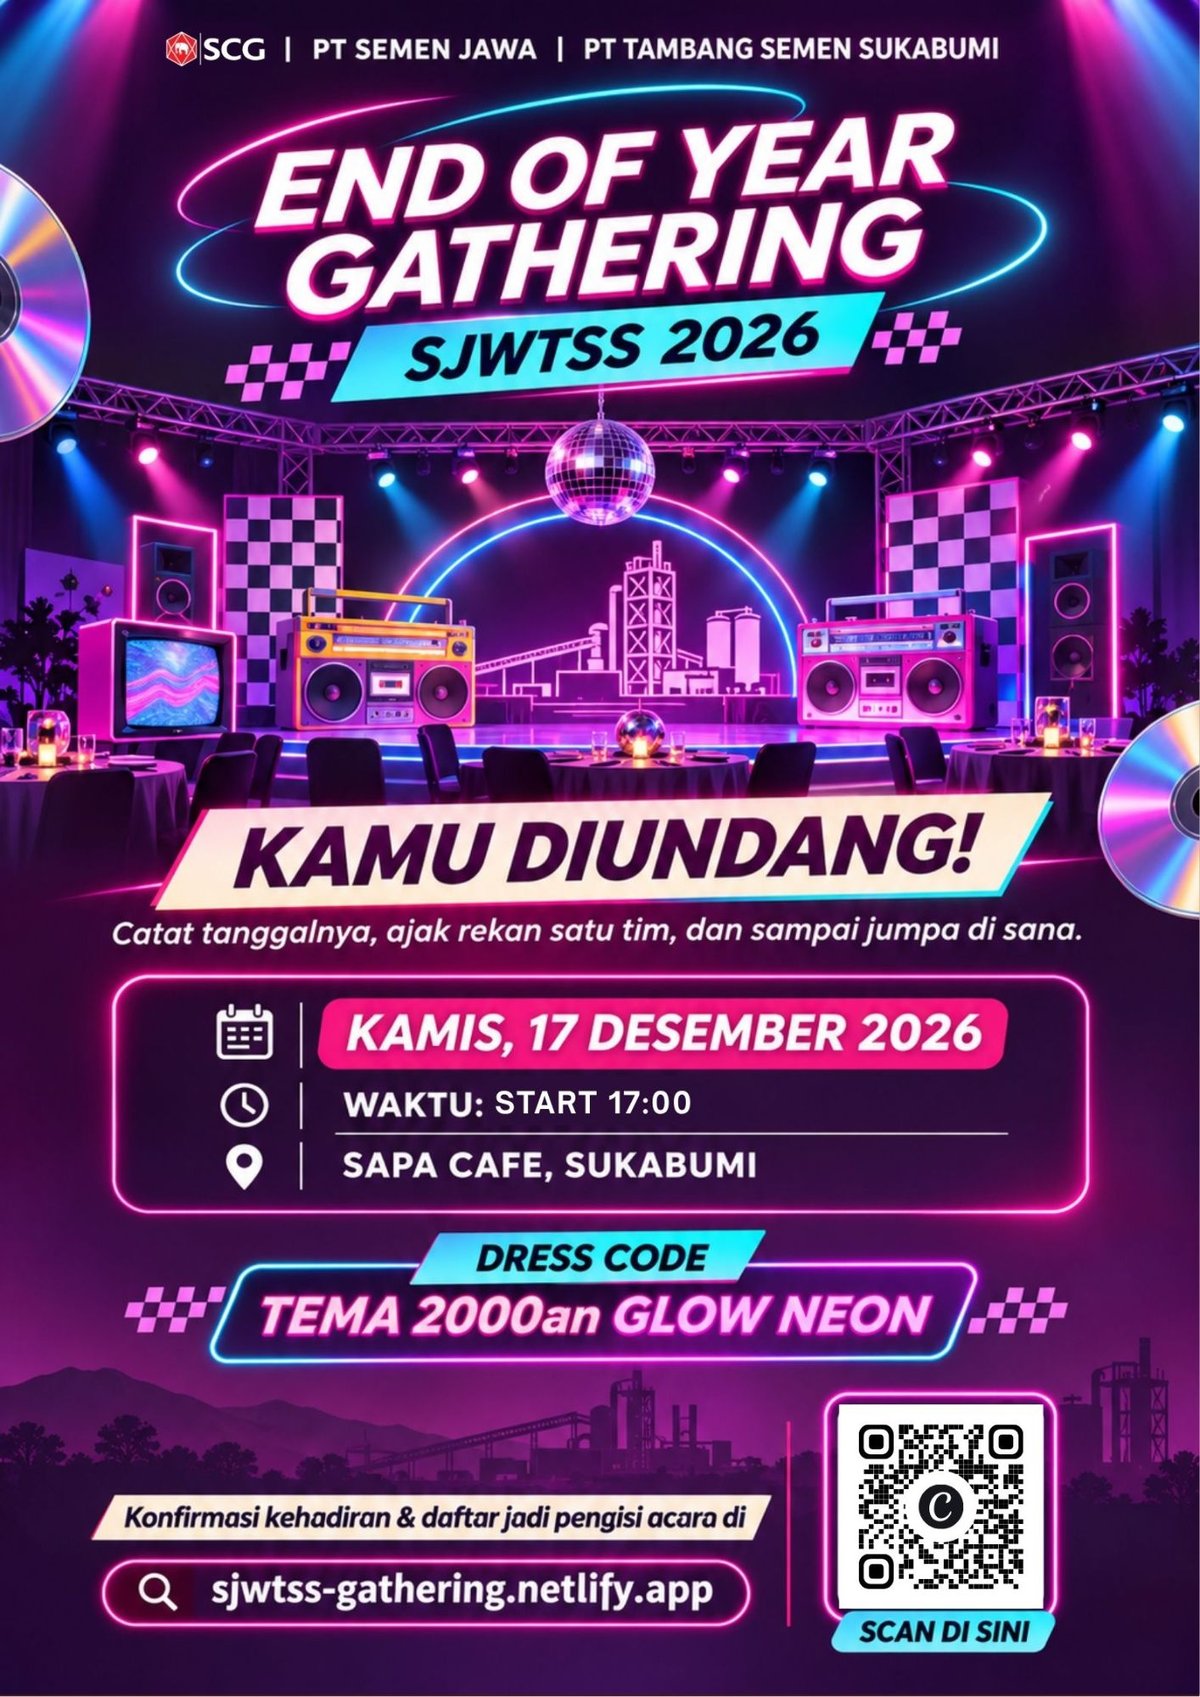 SCG | PT SEMEN JAWA | PT TAMBANG SEMEN SUKABUMI
END OF YEAR
GATHERING
SJWTSS 2026
KAMU DIUNDANG!
Catat tanggalnya, ajak rekan satu tim, dan sampai jumpa di sana.
KAMIS, 17 DESEMBER 2026
WAKTU: START 17:00
SAPA CAFE, SUKABUMI
DRESS CODE
TEMA 2000an GLOW NEON
Konfirmasi kehadiran & daftar jadi pengisi acara di
sjwtss-gathering.netlify.app
C
SCAN DI SINI